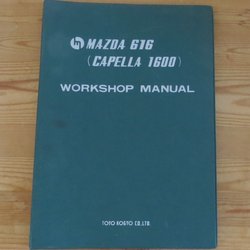 MAZDA 616
(CAPELLA 1600)
WORKSHOP MANUAL
TOYO KOGYO CO., LTD.